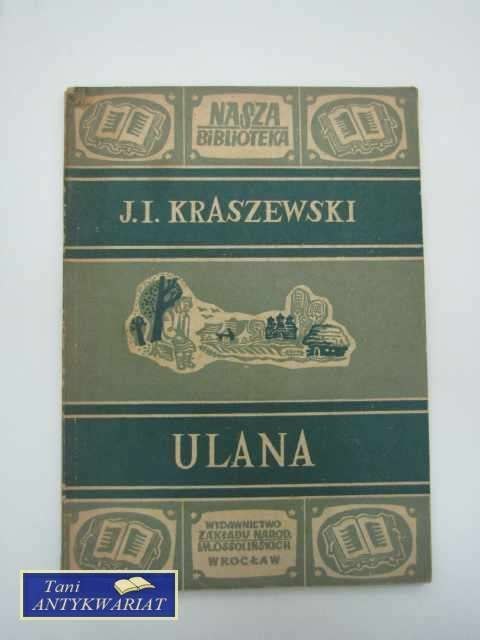 NASZA
BIBLIOTEKA
J.I. KRASZEWSKI
ULANA
WYDAWNICTWO
ZAKŁADU NAROD.
IM. OSSOLIŃSKICH
WROCŁAW
Tani
ANTYKWARIAT